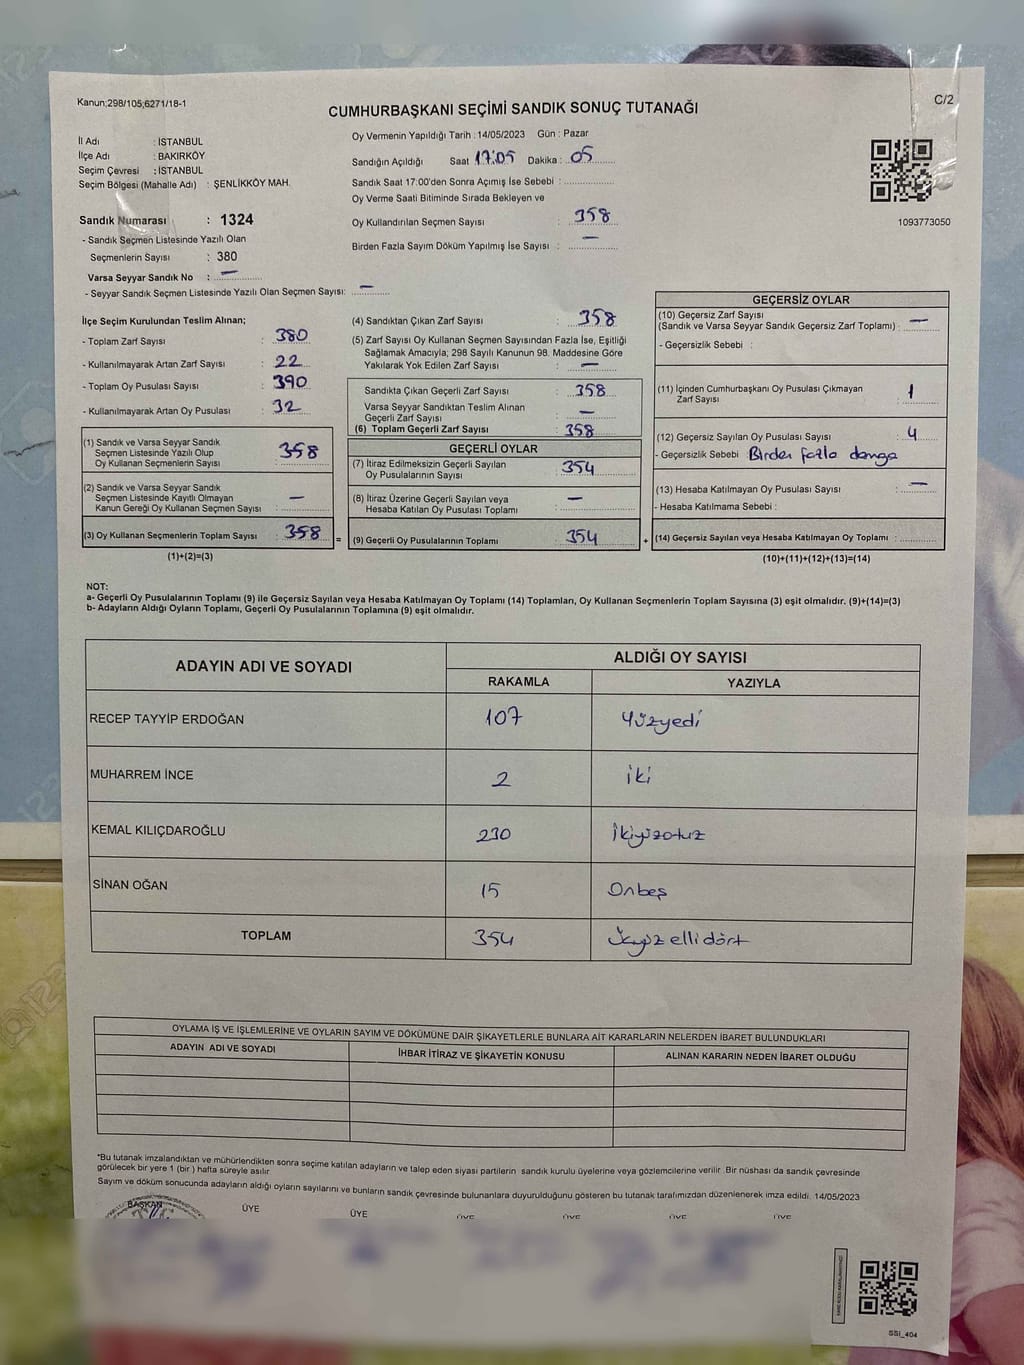 Kanun;298/105;6271/18-1
C/2
CUMHURBAŞKANI SEÇİMİ SANDIK SONUÇ TUTANAĞI
İl Adı : İSTANBUL
İlçe Adı : BAKIRKÖY
Seçim Çevresi : İSTANBUL
Seçim Bölgesi (Mahalle Adı) : ŞENLİKKÖY MAH.
Sandık Numarası : 1324
- Sandık Seçmen Listesinde Yazılı Olan
Seçmenlerin Sayısı : 380
Varsa Seyyar Sandık No : —
- Seyyar Sandık Seçmen Listesinde Yazılı Olan Seçmen Sayısı: —
Oy Vermenin Yapıldığı Tarih : 14/05/2023 Gün : Pazar
Sandığın Açıldığı Saat 17:05 Dakika : 05
Sandık Saat 17:00'den Sonra Açımış İse Sebebi :
Oy Verme Saati Bitiminde Sırada Bekleyen ve
Oy Kullandırılan Seçmen Sayısı : 358
Birden Fazla Sayım Döküm Yapılmış İse Sayısı : —
1093773050
İlçe Seçim Kurulundan Teslim Alınan;
- Toplam Zarf Sayısı : 380
- Kullanılmayarak Artan Zarf Sayısı : 22
- Toplam Oy Pusulası Sayısı : 390
- Kullanılmayarak Artan Oy Pusulası : 32
(1) Sandık ve Varsa Seyyar Sandık
Seçmen Listesinde Yazılı Olup
Oy Kullanan Seçmenlerin Sayısı : 358
(2) Sandık ve Varsa Seyyar Sandık
Seçmen Listesinde Kayıtlı Olmayan
Kanun Gereği Oy Kullanan Seçmen Sayısı : —
(3) Oy Kullanan Seçmenlerin Toplam Sayısı : 358
(1)+(2)=(3)
(4) Sandıktan Çıkan Zarf Sayısı : 358
(5) Zarf Sayısı Oy Kullanan Seçmen Sayısından Fazla İse, Eşitliği
Sağlamak Amacıyla; 298 Sayılı Kanunun 98. Maddesine Göre
Yakılarak Yok Edilen Zarf Sayısı : —
Sandıkta Çıkan Geçerli Zarf Sayısı : 358
Varsa Seyyar Sandıktan Teslim Alınan
Geçerli Zarf Sayısı : —
(6) Toplam Geçerli Zarf Sayısı : 358
GEÇERLİ OYLAR
(7) İtiraz Edilmeksizin Geçerli Sayılan
Oy Pusulalarının Sayısı : 354
(8) İtiraz Üzerine Geçerli Sayılan veya
Hesaba Katılan Oy Pusulası Toplamı : —
= (9) Geçerli Oy Pusulalarının Toplamı : 354
GEÇERSİZ OYLAR
(10) Geçersiz Zarf Sayısı
(Sandık ve Varsa Seyyar Sandık Geçersiz Zarf Toplamı) : —
- Geçersizlik Sebebi :
(11) İçinden Cumhurbaşkanı Oy Pusulası Çıkmayan
Zarf Sayısı : 1
(12) Geçersiz Sayılan Oy Pusulası Sayısı : 4
- Geçersizlik Sebebi Birden fazla damga
(13) Hesaba Katılmayan Oy Pusulası Sayısı : —
- Hesaba Katılmama Sebebi :
+ (14) Geçersiz Sayılan veya Hesaba Katılmayan Oy Toplamı :
(10)+(11)+(12)+(13)=(14)
NOT:
a- Geçerli Oy Pusulalarının Toplamı (9) ile Geçersiz Sayılan veya Hesaba Katılmayan Oy Toplamı (14) Toplamları, Oy Kullanan Seçmenlerin Toplam Sayısına (3) eşit olmalıdır. (9)+(14)=(3)
b- Adayların Aldığı Oyların Toplamı, Geçerli Oy Pusulalarının Toplamına (9) eşit olmalıdır.
ADAYIN ADI VE SOYADI ALDIĞI OY SAYISI
RAKAMLA YAZIYLA
RECEP TAYYİP ERDOĞAN 107 Yüzyedi
MUHARREM İNCE 2 iki
KEMAL KILIÇDAROĞLU 230 İkiyüzotuz
SİNAN OĞAN 15 Onbeş
TOPLAM 354 Üçyüz elli dört
OYLAMA İŞ VE İŞLEMLERİNE VE OYLARIN SAYIM VE DÖKÜMÜNE DAİR ŞİKAYETLERLE BUNLARA AİT KARARLARIN NELERDEN İBARET BULUNDUKLARI
ADAYIN ADI VE SOYADI İHBAR İTİRAZ VE ŞİKAYETİN KONUSU ALINAN KARARIN NEDEN İBARET OLDUĞU
*Bu tutanak imzalandıktan ve mühürlendikten sonra seçime katılan adayların ve talep eden siyasi partilerin sandık kurulu üyelerine veya gözlemcilerine verilir. Bir nüshası da sandık çevresinde
görülecek bir yere 1 (bir) hafta süreyle asılır.
Sayım ve döküm sonucunda adayların aldığı oyların sayılarını ve bunların sandık çevresinde bulunanlara duyurulduğunu gösteren bu tutanak tarafımızdan düzenlenerek imza edildi. 14/05/2023
BAŞKAN ÜYE ÜYE ÜYE ÜYE ÜYE ÜYE
SSİ_404